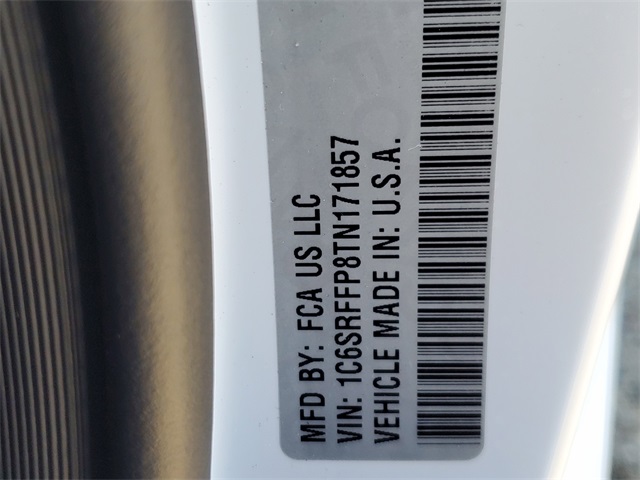 MFD BY: FCA US LLC
VIN: 1C6SRFFP8TN171857
VEHICLE MADE IN: U.S.A.